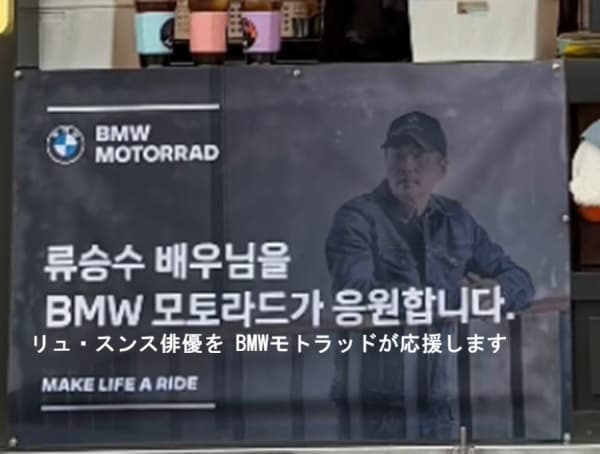 BMW
MOTORRAD
류승수 배우님을
BMW 모토라드가 응원합니다.
リュ・スンス俳優を BMWモトラッドが応援します
MAKE LIFE A RIDE